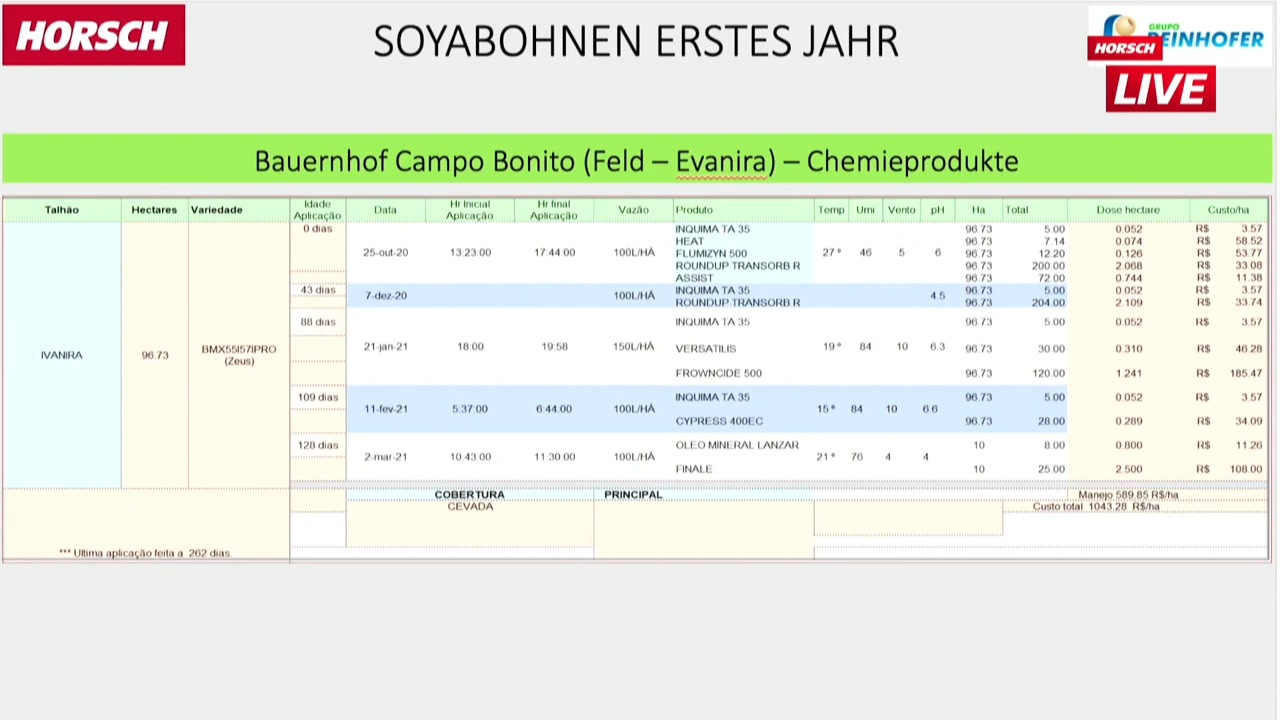 HORSCH
SOYABOHNEN ERSTES JAHR
GRUPO
HORSCH
LIVE
Bauernhof Campo Bonito (Feld – Evanira) – Chemieprodukte
Talhão Hectares Variedade Idade Aplicação Data Hr Inicial Aplicação Hr final Aplicação Vazão Produto Temp Umi Vento pH Ha Total Dose hectare Custo/ha
IVANIRA 96.73 BMX55I57IPRO (Zeus)
0 dias 25-out-20 13:23:00 17:44:00 100L/HÁ 27° 46 5 6
INQUIMA TA 35 96.73 5.00 0.052 R$ 3.57
HEAT 96.73 7.14 0.074 R$ 58.52
FLUMIZYN 500 96.73 12.20 0.126 R$ 53.77
ROUNDUP TRANSORB R 96.73 200.00 2.068 R$ 33.08
ASSIST 96.73 72.00 0.744 R$ 11.38
43 dias 7-dez-20 100L/HÁ 4.5
INQUIMA TA 35 96.73 5.00 0.052 R$ 3.57
ROUNDUP TRANSORB R 96.73 204.00 2.109 R$ 33.74
88 dias 21-jan-21 18:00 19:58 150L/HÁ 19° 84 10 6.3
INQUIMA TA 35 96.73 5.00 0.052 R$ 3.57
VERSATILIS 96.73 30.00 0.310 R$ 46.28
FROWNCIDE 500 96.73 120.00 1.241 R$ 185.47
109 dias 11-fev-21 5:37:00 6:44:00 100L/HÁ 15° 84 10 6.6
INQUIMA TA 35 96.73 5.00 0.052 R$ 3.57
CYPRESS 400EC 96.73 28.00 0.289 R$ 34.09
128 dias 2-mar-21 10:43:00 11:30:00 100L/HÁ 21° 76 4 4
OLEO MINERAL LANZAR 10 8.00 0.800 R$ 11.26
FINALE 10 25.00 2.500 R$ 108.00
COBERTURA PRINCIPAL Manejo 589.85 R$/ha
CEVADA Custo total 1043.28 R$/ha
*** Ultima aplicação feita a 262 dias.